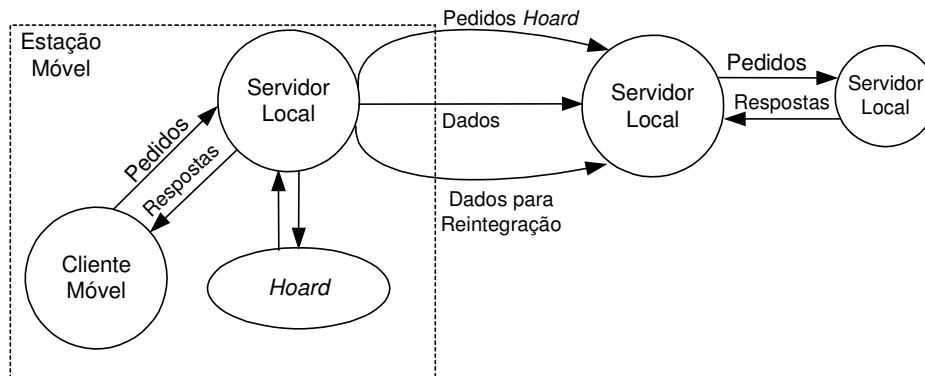 Estação
Móvel
Pedidos Hoard
Servidor
Local
Servidor
Local
Pedidos
Servidor
Local
Respostas
Dados
Pedidos
Respostas
Dados para
Reintegração
Cliente
Móvel
Hoard